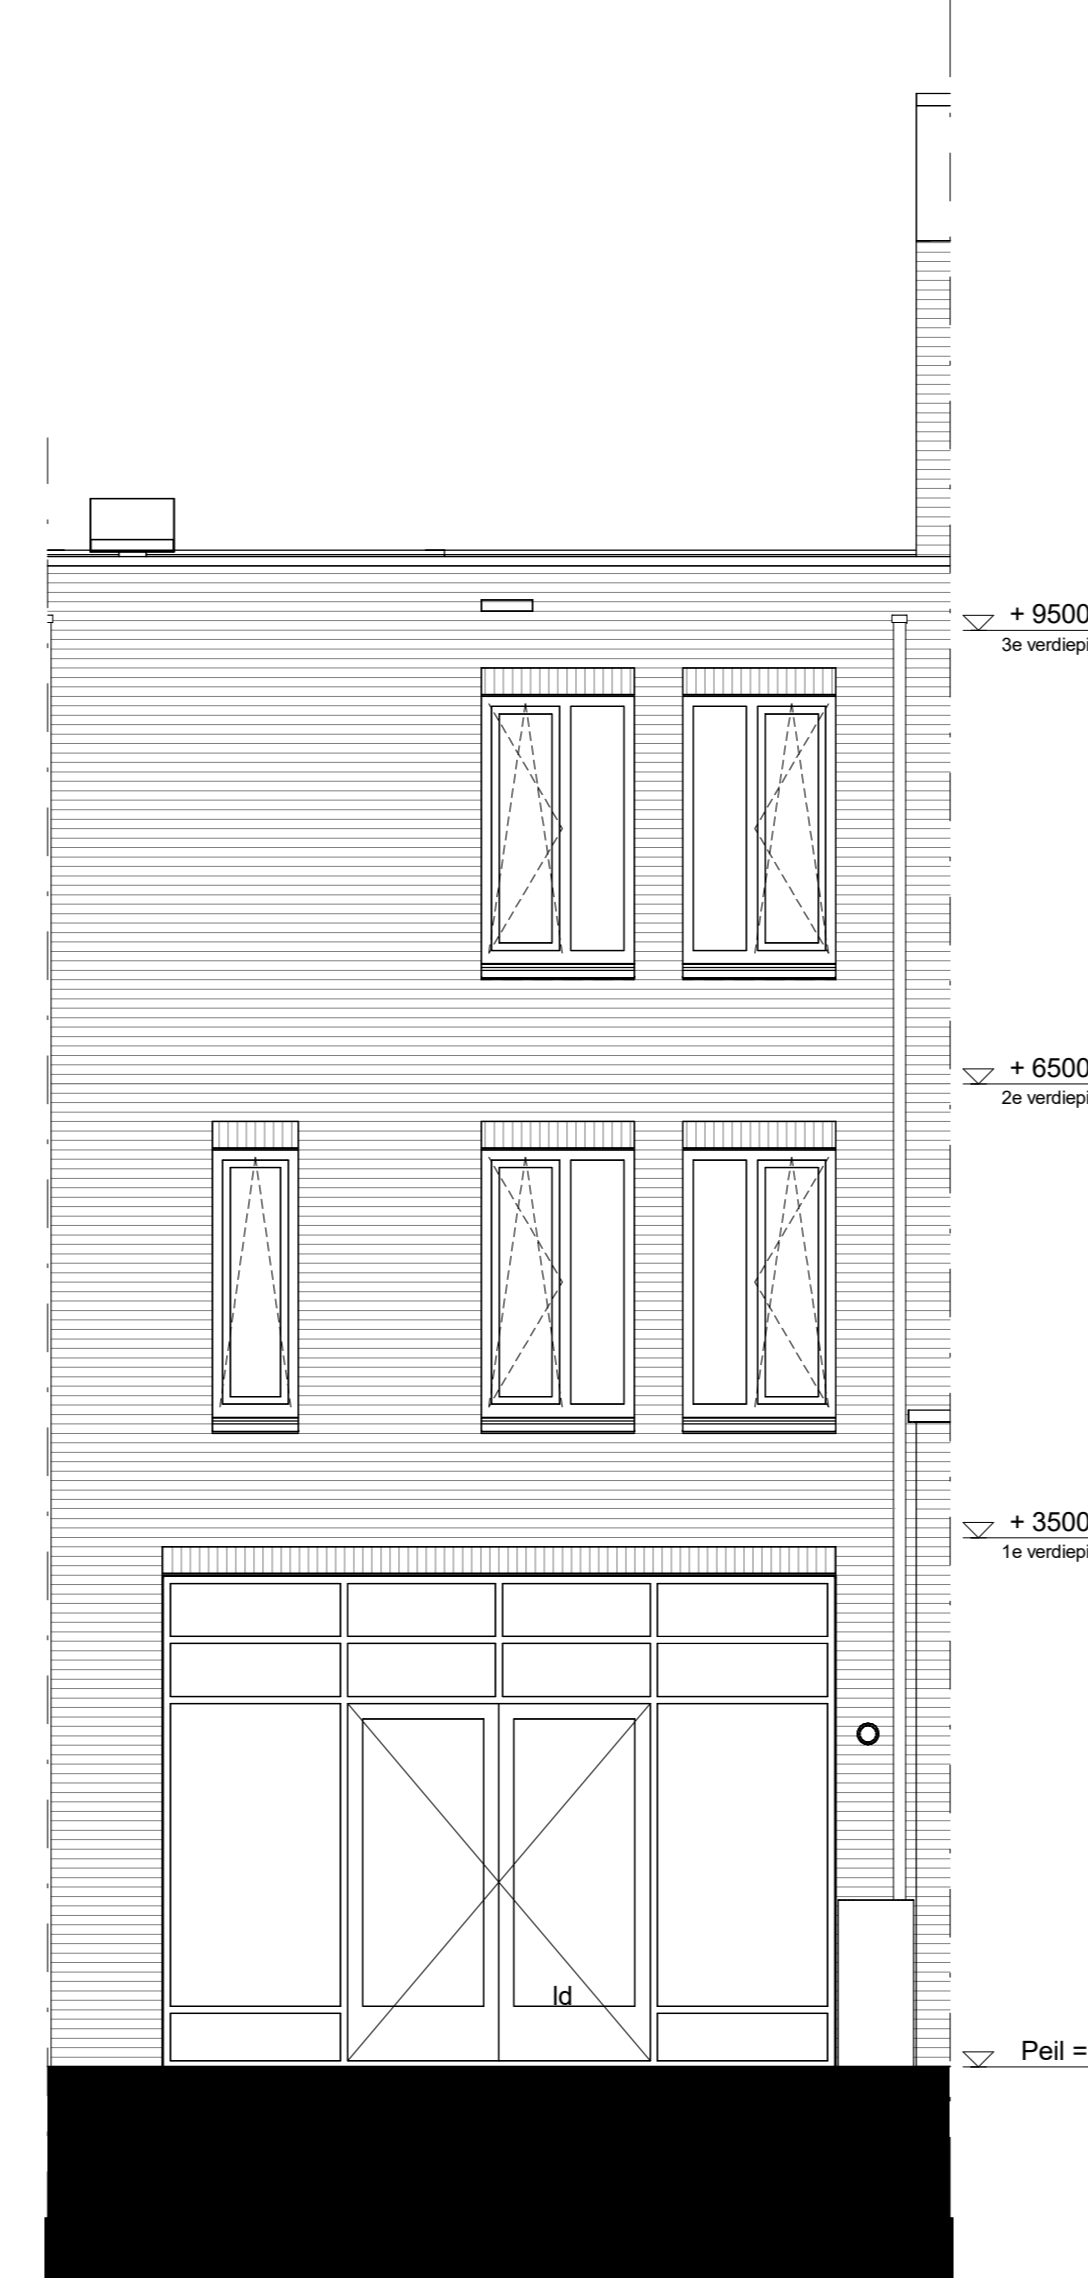 + 9500
3e verdiepi
+ 6500
2e verdiepi
+ 3500
1e verdiepi
ld
Peil =